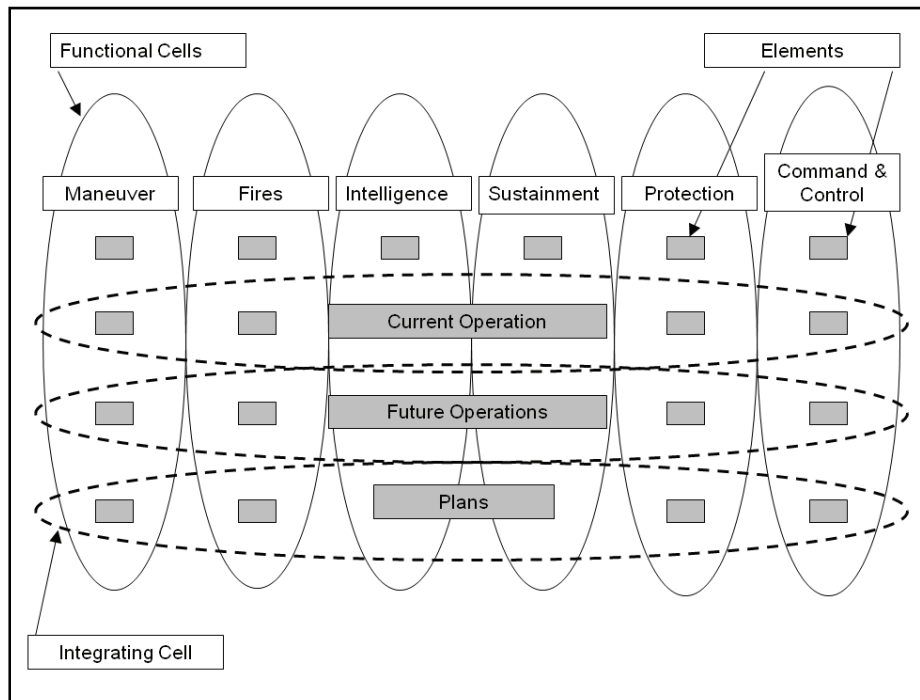 Functional Cells
Elements
Maneuver
Fires
Intelligence
Sustainment
Protection
Command &
Control
Current Operation
Future Operations
Plans
Integrating Cell